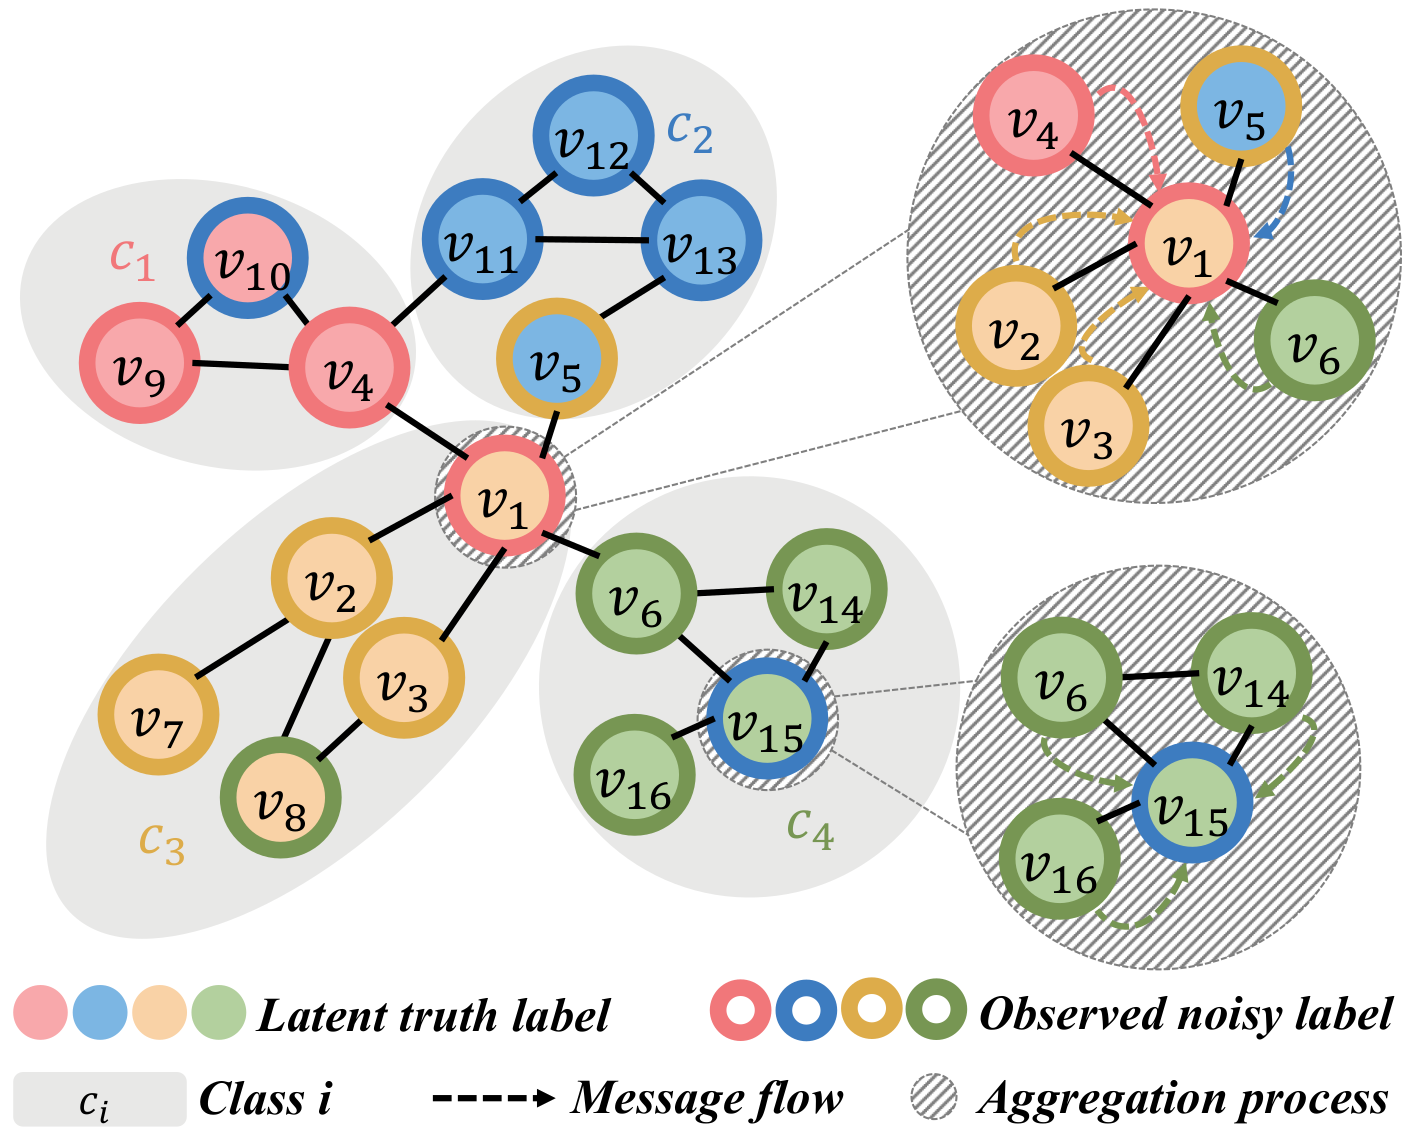 v4
v5
v12
c2
v1
v11
v13
c1
v10
v2
v6
v9
v4
v5
v3
v1
v2
v6
v14
v3
v6
v14
v7
v15
v15
v16
v8
v16
c3
c4
Latent truth label
Observed noisy label
ci
Class i
Message flow
Aggregation process